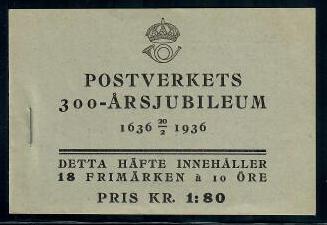 POSTVERKETS
300-ÅRSJUBILEUM
1636 20/2 1936
DETTA HÄFTE INNEHÅLLER
18 FRIMÄRKEN à 10 ÖRE
PRIS KR. 1:80